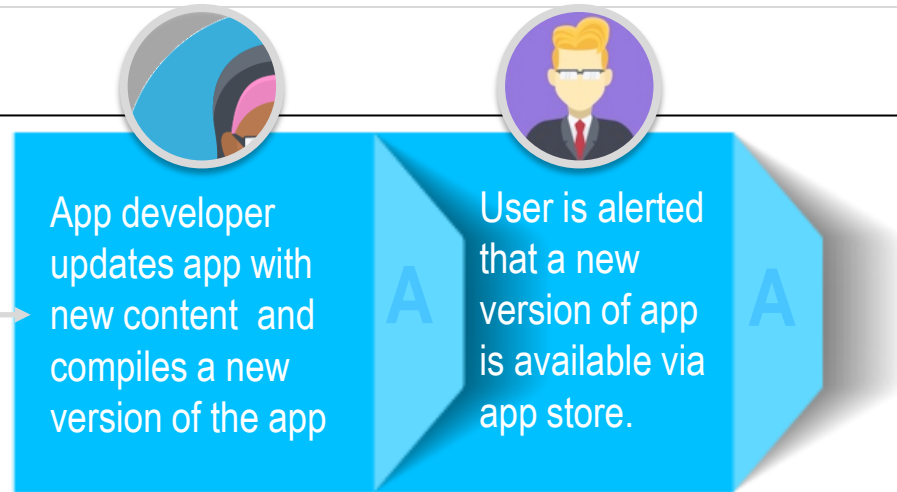 App developer
updates app with
new content  and
compiles a new
version of the app
A
User is alerted
that a new
version of app
is available via
app store.
A